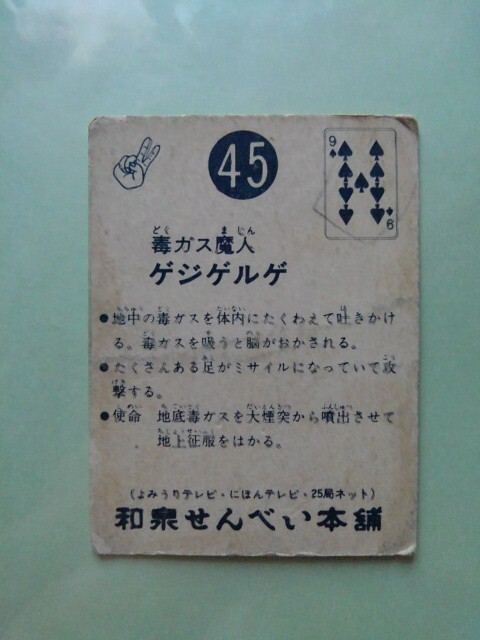 45
9
毒ガス魔人
ゲジゲルゲ
●地中の毒ガスを体内にたくわえて吐きかけ
る。毒ガスを吸うと脳がおかされる。
●たくさんある足がミサイルになっていて攻
撃する。
●使命 地底毒ガスを大煙突から噴出させて
地上征服をはかる。
(よみうりテレビ・にほんテレビ・25局ネット)
和泉せんべい本舗
6